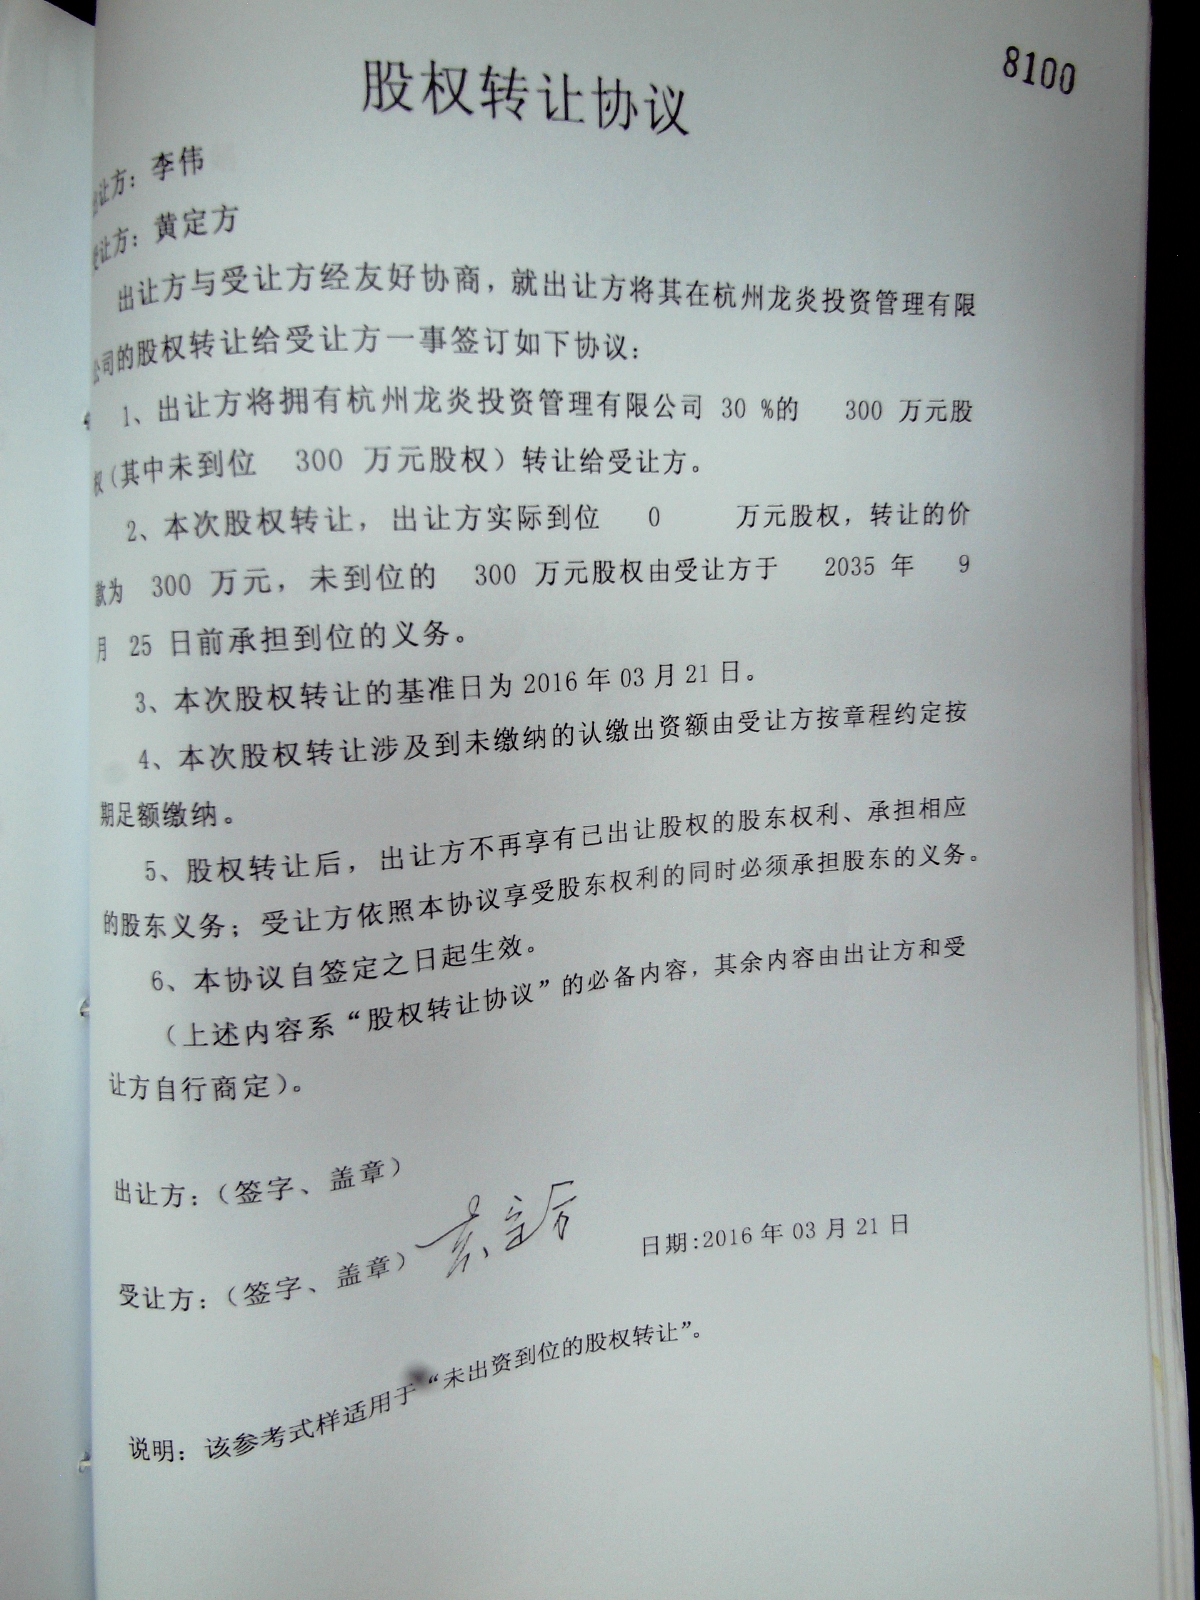 8100
股权转让协议
出让方：李伟
受让方：黄定方
出让方与受让方经友好协商，就出让方将其在杭州龙炎投资管理有限
公司的股权转让给受让方一事签订如下协议：
1、出让方将拥有杭州龙炎投资管理有限公司 30 %的 300 万元股
权（其中未到位 300 万元股权）转让给受让方。
2、本次股权转让，出让方实际到位 0 万元股权，转让的价
款为 300 万元，未到位的 300 万元股权由受让方于 2035 年 9
月 25 日前承担到位的义务。
3、本次股权转让的基准日为 2016 年 03 月 21 日。
4、本次股权转让涉及到未缴纳的认缴出资额由受让方按章程约定按
期足额缴纳。
5、股权转让后，出让方不再享有已出让股权的股东权利、承担相应
的股东义务；受让方依照本协议享受股东权利的同时必须承担股东的义务。
6、本协议自签定之日起生效。
（上述内容系“股权转让协议”的必备内容，其余内容由出让方和受
让方自行商定）。
出让方：（签字、盖章）
受让方：（签字、盖章）
日期:2016 年 03 月 21 日
说明：该参考式样适用于“未出资到位的股权转让”。